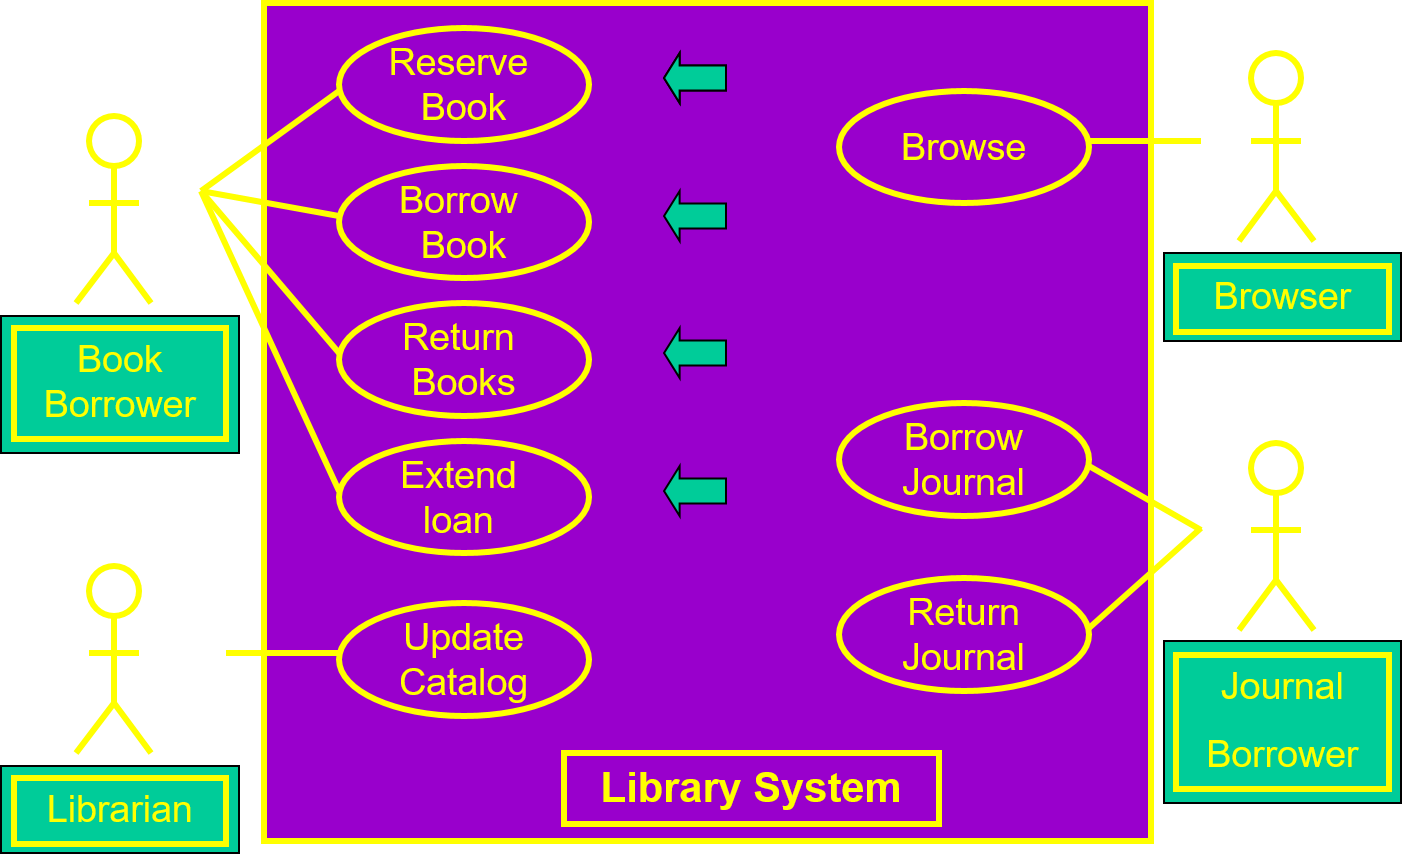 Reserve
Book
Borrow
Book
Return
Books
Extend
loan
Update
Catalog
Browse
Borrow
Journal
Return
Journal
Book
Borrower
Librarian
Browser
Journal
Borrower
Library System